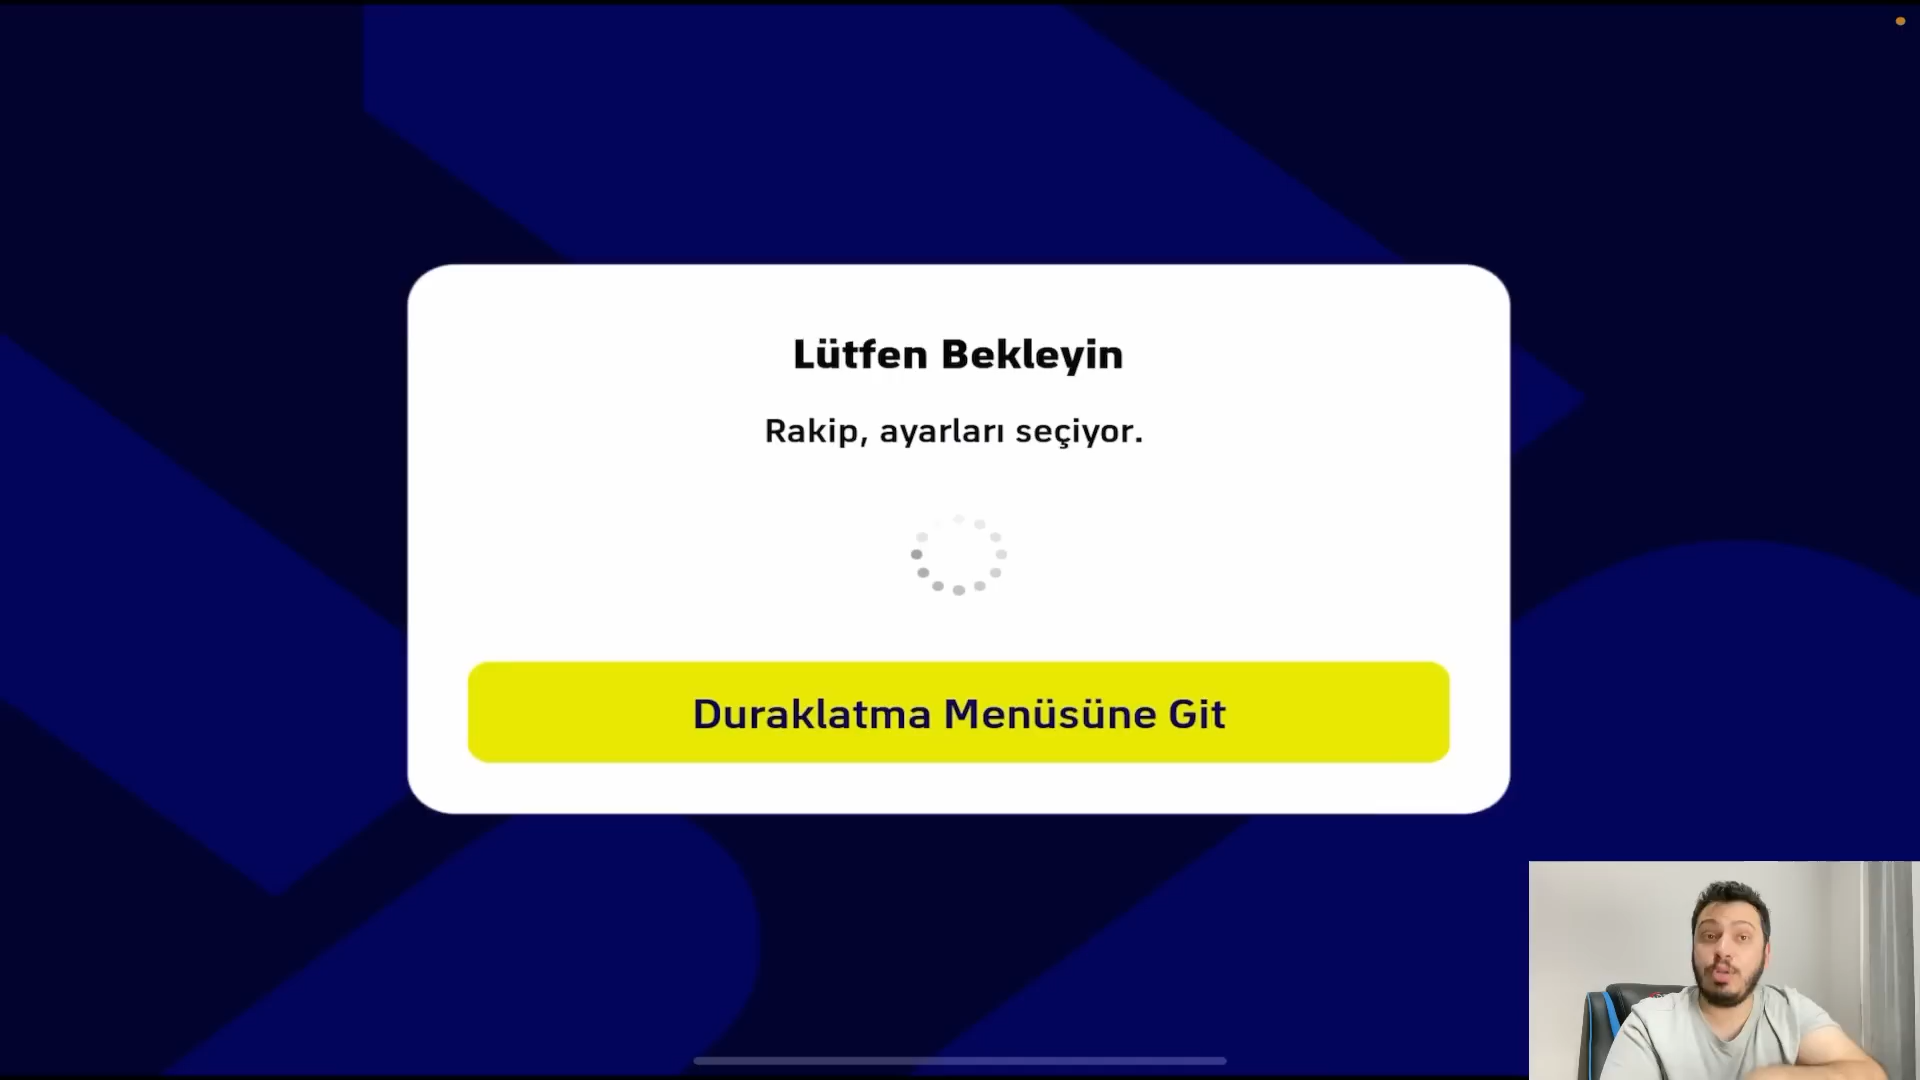 Lütfen Bekleyin
Rakip, ayarları seçiyor.
Duraklatma Menüsüne Git